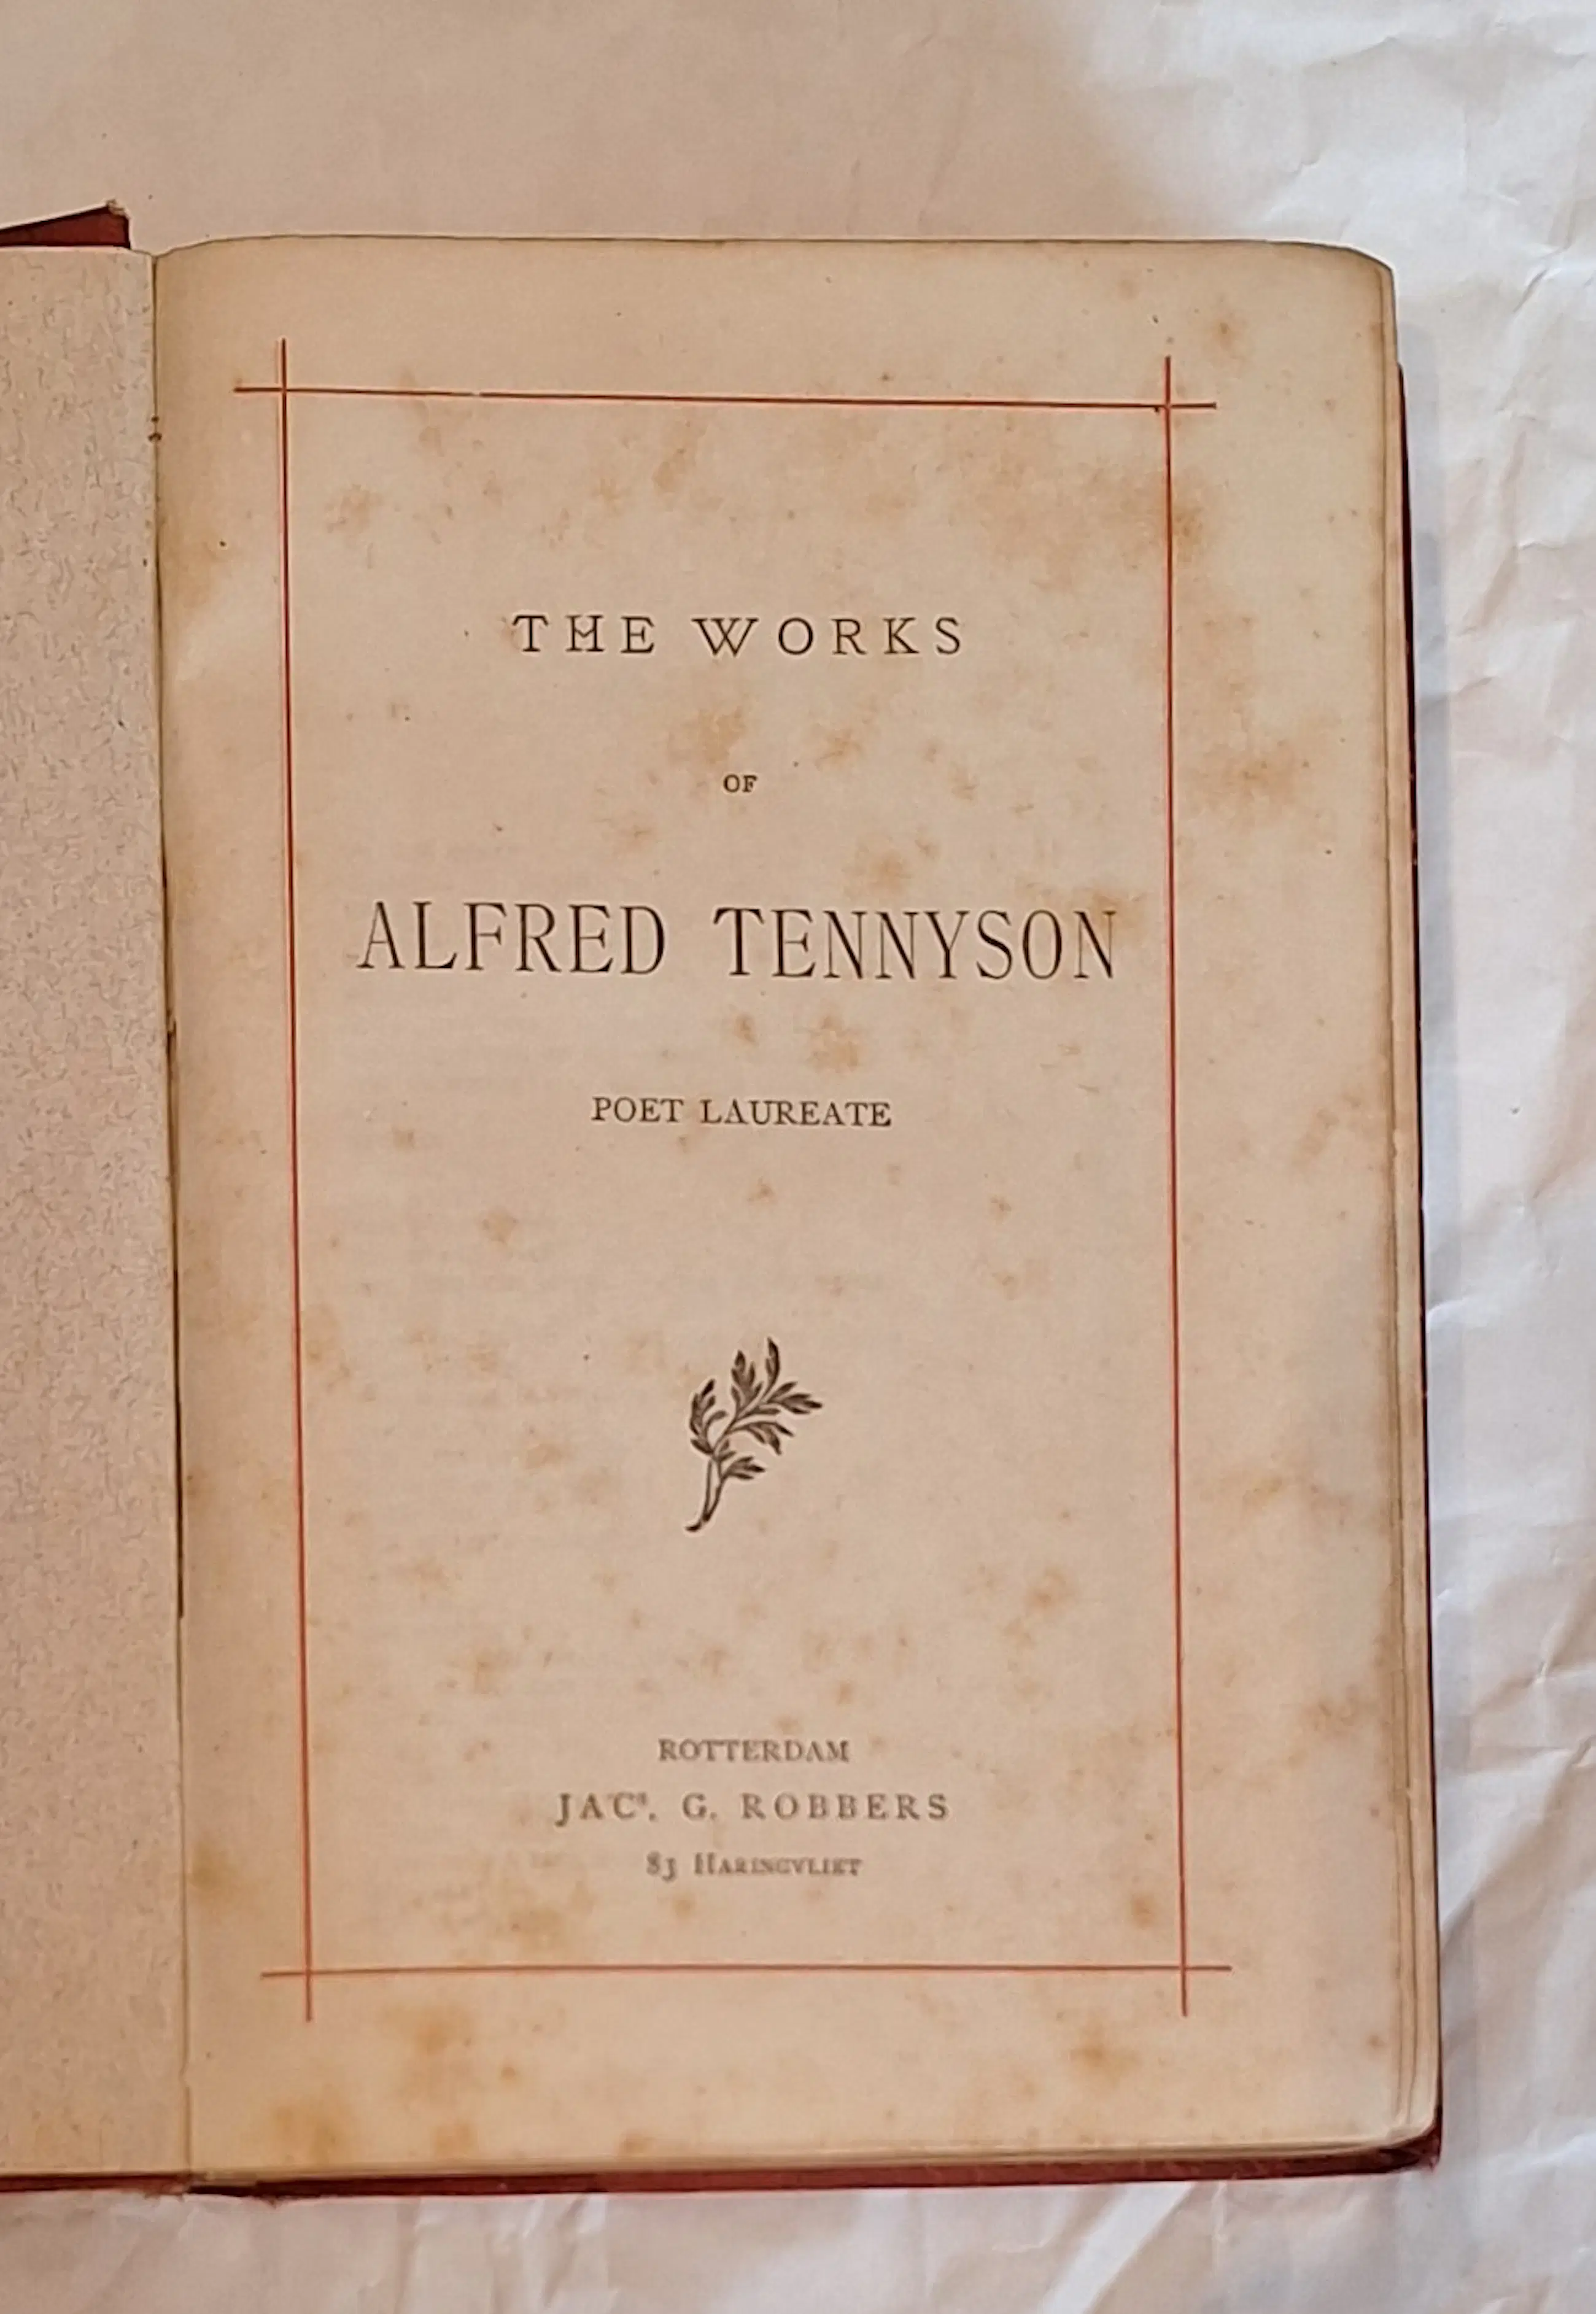 THE WORKS
OF
ALFRED TENNYSON
POET LAUREATE
ROTTERDAM
JACS. G. ROBBERS
83 HARINGVLIET